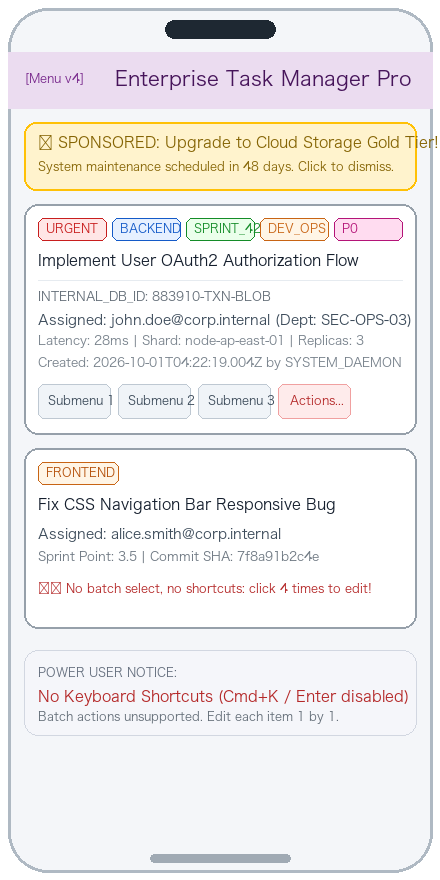 [Menu v4]
Enterprise Task Manager Pro
SPONSORED: Upgrade to Cloud Storage Gold Tier!
System maintenance scheduled in 48 days. Click to dismiss.
URGENT BACKEND SPRINT_42 DEV_OPS P0
Implement User OAuth2 Authorization Flow
INTERNAL_DB_ID: 883910-TXN-BLOB
Assigned: john.doe@corp.internal (Dept: SEC-OPS-03)
Latency: 28ms | Shard: node-ap-east-01 | Replicas: 3
Created: 2026-10-01T04:22:19.004Z by SYSTEM_DAEMON
Submenu 1 Submenu 2 Submenu 3 Actions...
FRONTEND
Fix CSS Navigation Bar Responsive Bug
Assigned: alice.smith@corp.internal
Sprint Point: 3.5 | Commit SHA: 7f8a91b2c4e
No batch select, no shortcuts: click 4 times to edit!
POWER USER NOTICE:
No Keyboard Shortcuts (Cmd+K / Enter disabled)
Batch actions unsupported. Edit each item 1 by 1.